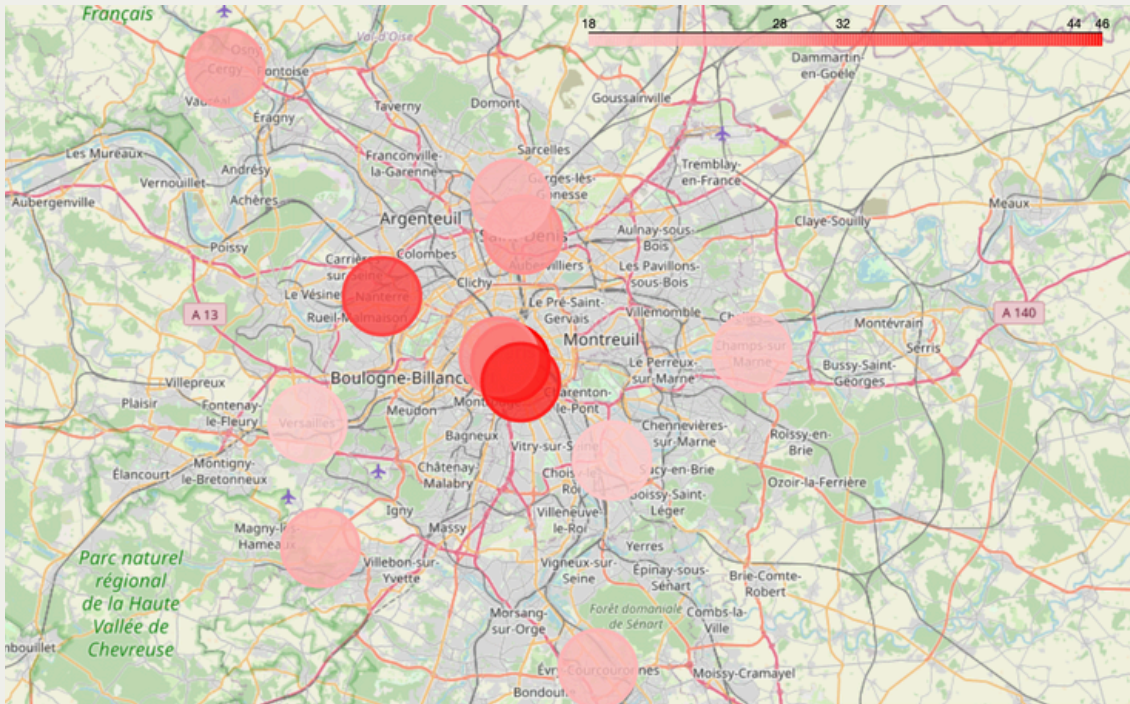 Français
18 28 32 44 46
Val-d'Oise
Osny
Cergy
Pontoise
Dammartin-
en-Goële
Vauréal
Éragny
Taverny
Domont
Goussainville
Les Mureaux
Andrésy
Franconville-
la-Garenne
Sarcelles
Tremblay-
en-France
Vernouillet
Garges-lès-
Gonesse
Aubergenville
Achères
Argenteuil
Meaux
Claye-Souilly
Poissy
Saint-Denis
Aulnay-sous-
Bois
Colombes
Carrières-
sur-Seine
Aubervilliers
Les Pavillons-
sous-Bois
Clichy
Le Vésinet
Nanterre
Le Pré-Saint-
Gervais
A 13
Rueil-Malmaison
Villemomble
A 140
Montreuil
Montévrain
Champs-sur-
Marne
Serris
Le Perreux-
sur-Marne
Bussy-Saint-
Georges
Villepreux
Boulogne-Billanc
Plaisir
Fontenay-
le-Fleury
Meudon
Charenton-
le-Pont
Versailles
Bagneux
Vitry-sur-Seine
Chennevières-
sur-Marne
Roissy-en-
Brie
Élancourt
Montigny-
le-Bretonneux
Châtenay-
Malabry
Choisy-le-
Roi
Sucy-en-Brie
Ozoir-la-Ferrière
Boissy-Saint-
Léger
Igny
Villeneuve-
le-Roi
Magny-les-
Hameaux
Massy
Yerres
Villebon-sur-
Yvette
Vigneux-sur-
Seine
Épinay-sous-
Sénart
Brie-Comte-
Robert
Parc naturel
régional
de la Haute
Vallée de
Chevreuse
Morsang-
sur-Orge
Forêt domaniale
de Sénart
Combs-la-
Ville
mbouillet
Évry-Courcouronnes
Moissy-Cramayel
Bondoufle